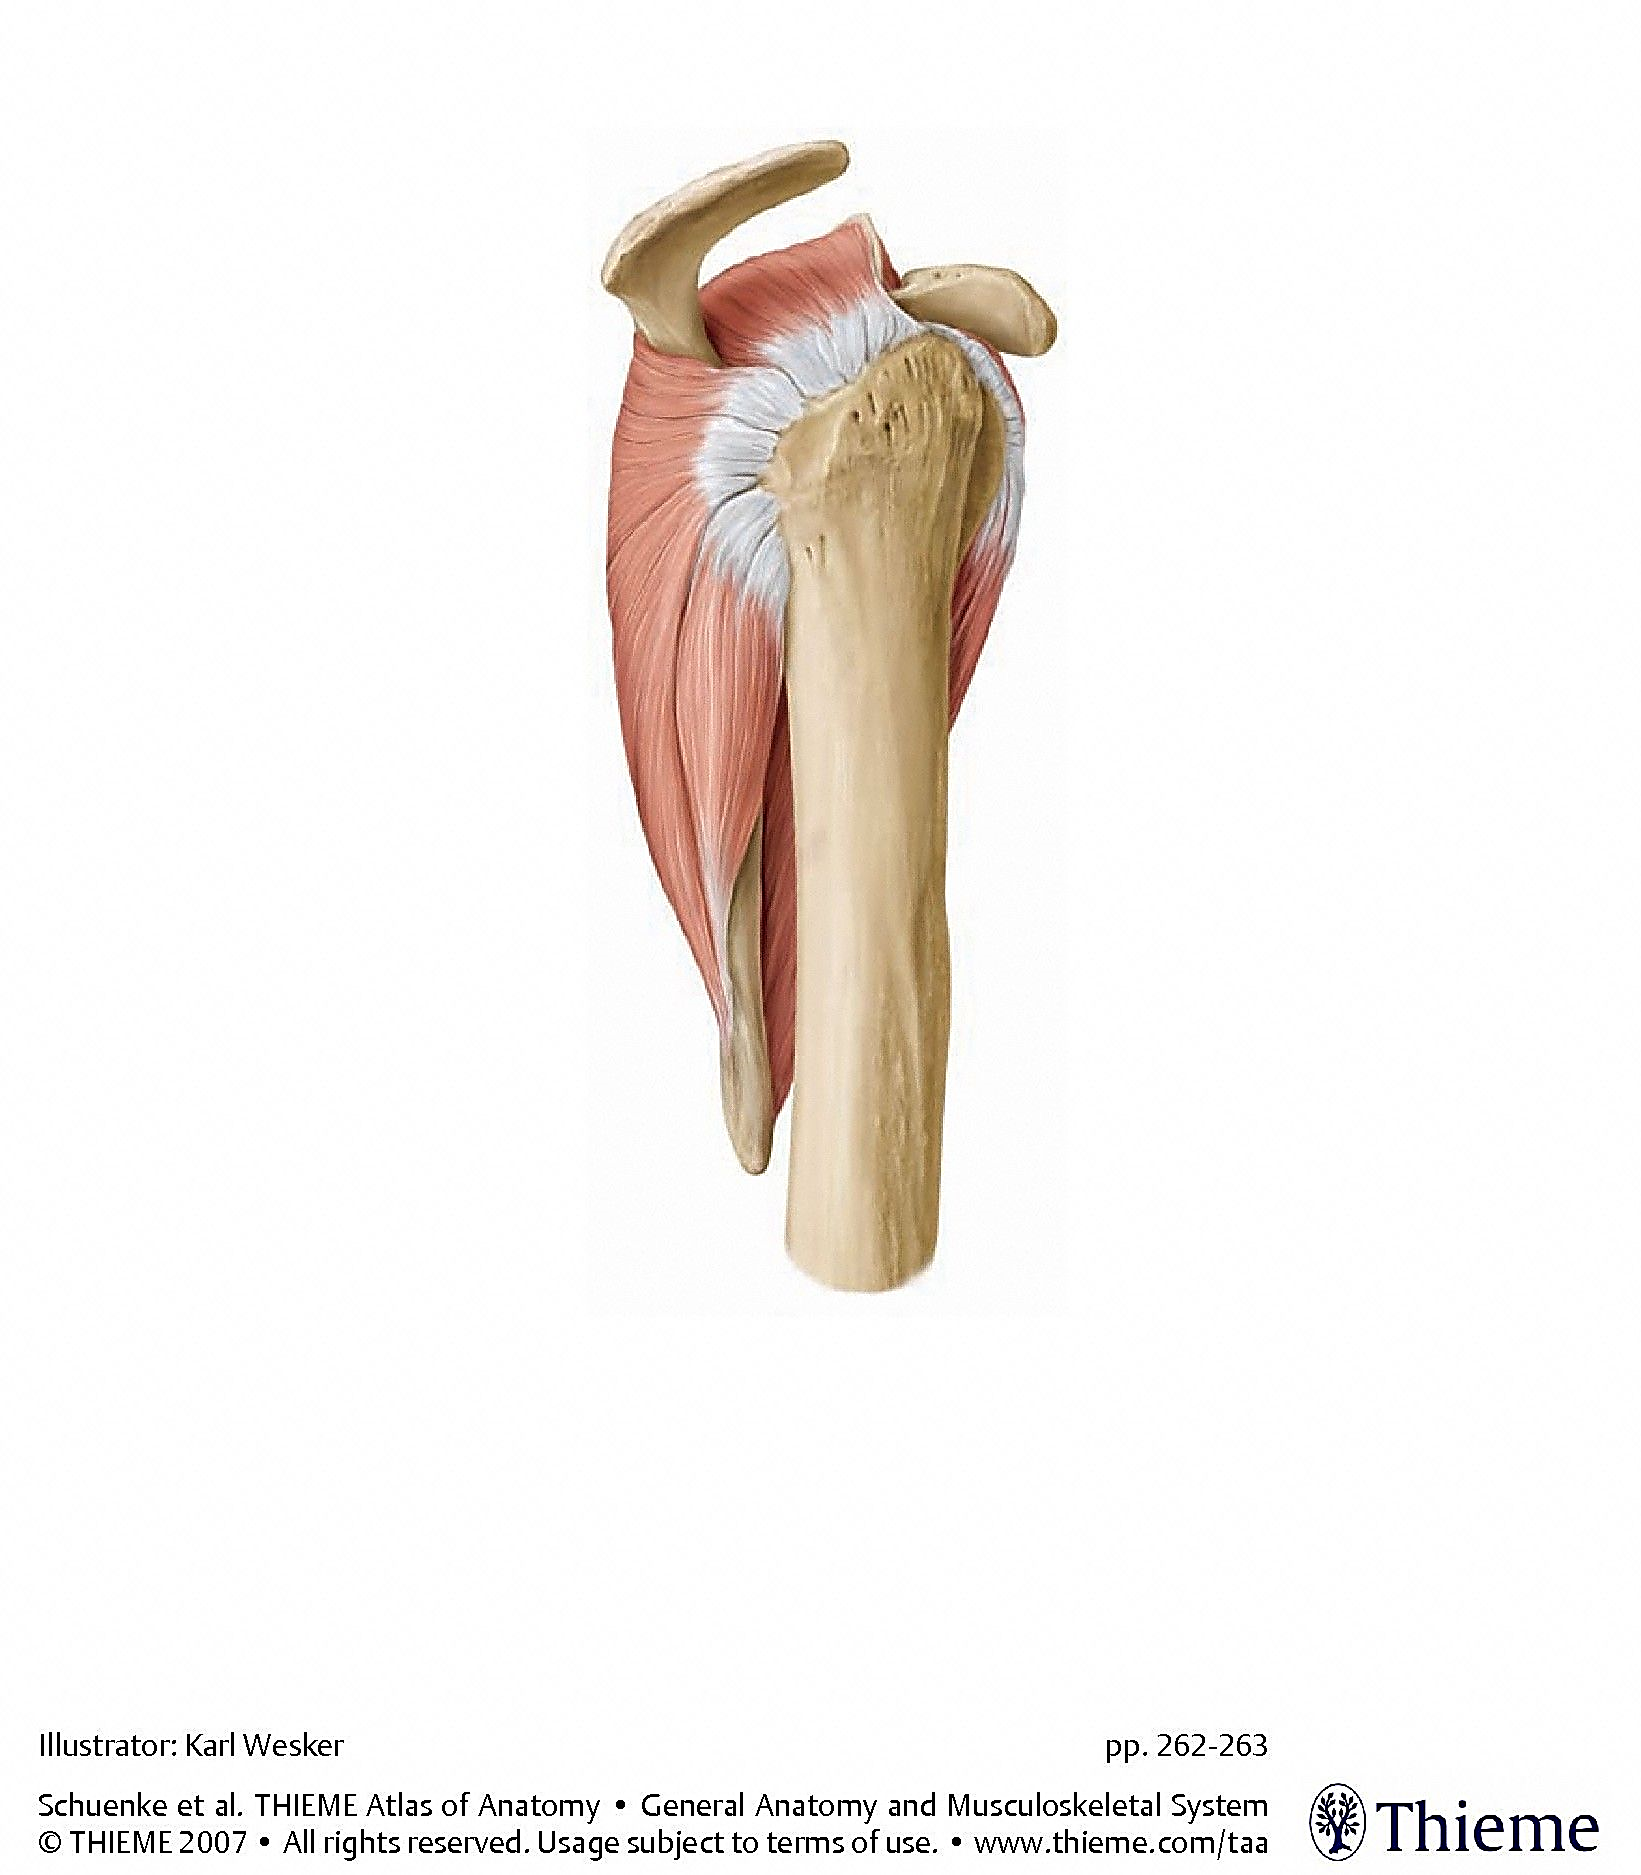 Illustrator: Karl Wesker pp. 262-263
Schuenke et al. THIEME Atlas of Anatomy • General Anatomy and Musculoskeletal System
© THIEME 2007 • All rights reserved. Usage subject to terms of use. • www.thieme.com/taa
Thieme